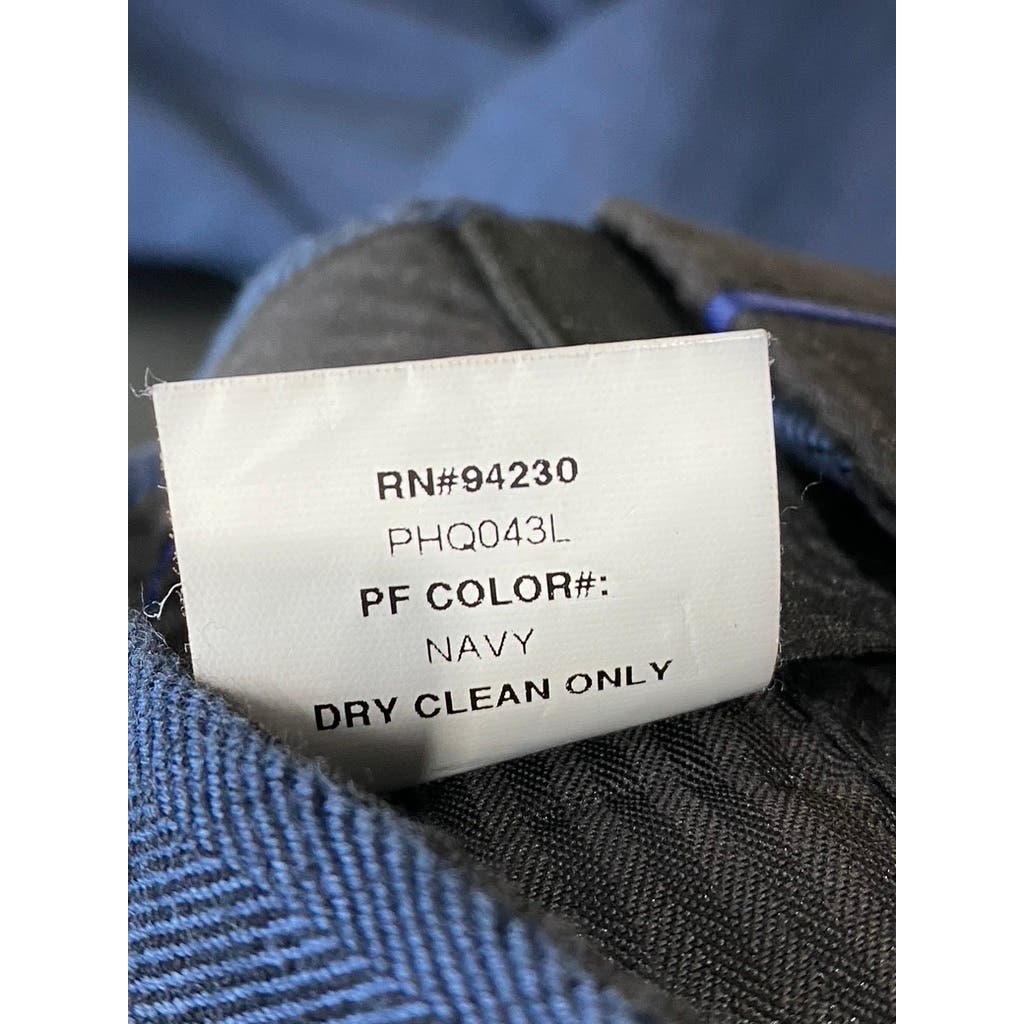 RN#94230
PHQ043L
PF COLOR#:
NAVY
DRY CLEAN ONLY